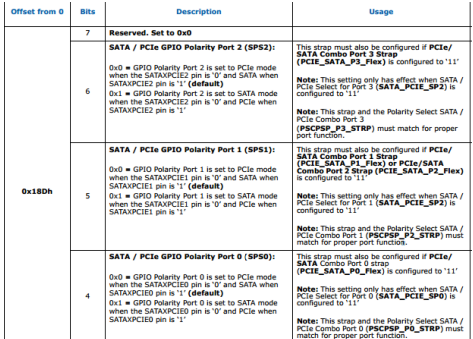 Offset from 0
Bits
Description
Usage
0x18Dh
7
Reserved. Set to 0x0
6
SATA / PCIe GPIO Polarity Port 2 (SPS2):
0x0 = GPIO Polarity Port 2 is set to PCIe mode
when the SATAXPCIE2 pin is '0' and SATA when
SATAXPCIE2 pin is '1' (default)
0x1 = GPIO Polarity Port 2 is set to SATA mode
when the SATAXPCIE2 pin is '0' and PCIe when
SATAXPCIE2 pin is '1'
This strap must also be configured if PCIe/
SATA Combo Port 3 Strap
(PCIE_SATA_P3_Flex) is configured to '11'
Note: This setting only has effect when SATA /
PCIe Select for Port 3 (SATA_PCIE_SP2) is
configured to '11'
Note: This strap and the Polarity Select SATA /
PCIe Combo Port 3
(PSCPSP_P3_STRP) must match for proper
port function.
5
SATA / PCIe GPIO Polarity Port 1 (SPS1):
0x0 = GPIO Polarity Port 1 is set to PCIe mode
when the SATAXPCIE1 pin is '0' and SATA when
SATAXPCIE1 pin is '1' (default)
0x1 = GPIO Polarity Port 1 is set to SATA mode
when the SATAXPCIE1 pin is '0' and PCIe when
SATAXPCIE1 pin is '1'
This strap must also be configured if PCIe/
SATA Combo Port 1 Strap
(PCIE_SATA_P1_Flex) or PCIe/SATA
Combo Port 2 Strap (PCIE_SATA_P2_Flex)
is configured to '11'
Note: This setting only has effect when SATA /
PCIe Select for Port 1 (SATA_PCIE_SP2) is
configured to '11'
Note: This strap and the Polarity Select SATA /
PCIe Combo Port 1 (PSCPSP_P2_STRP) must
match for proper port function.
4
SATA / PCIe GPIO Polarity Port 0 (SPS0):
0x0 = GPIO Polarity Port 0 is set to PCIe mode
when the SATAXPCIE0 pin is '0' and SATA when
SATAXPCIE0 pin is '1' (default)
0x1 = GPIO Polarity Port 0 is set to SATA mode
when the SATAXPCIE0 pin is '0' and PCIe when
SATAXPCIE0 pin is '1'
This strap must also be configured if PCIe/
SATA Combo Port 0 strap
(PCIE_SATA_P0_Flex) is configured to '11'
Note: This setting only has effect when SATA /
PCIe Select for Port 0 (SATA_PCIE_SP0) is
configured to '11'
Note: This strap and the Polarity Select SATA /
PCIe Combo Port 0 (PSCPSP_P0_STRP) must
match for proper port function.